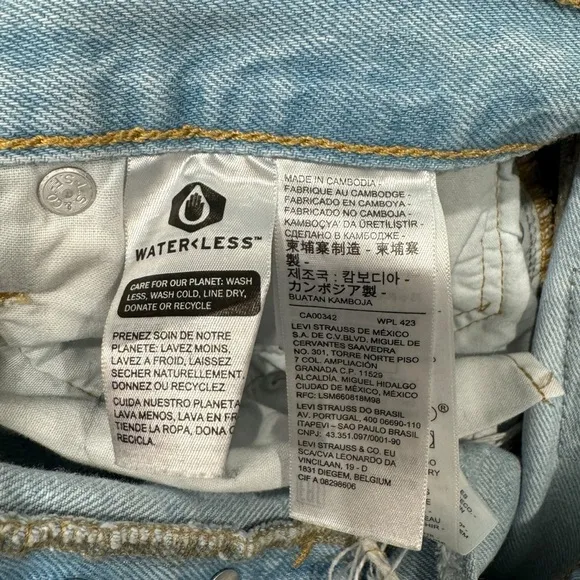 WATER<LESS™
CARE FOR OUR PLANET: WASH
LESS, WASH COLD, LINE DRY,
DONATE OR RECYCLE
PRENEZ SOIN DE NOTRE
PLANETE: LAVEZ MOINS,
LAVEZ A FROID, LAISSEZ
SECHER NATURELLEMENT,
DONNEZ OU RECYCLEZ
CUIDA NUESTRO PLANETA
LAVA MENOS, LAVA EN FR
TIENDE LA ROPA, DONA O
RECICLA.
MADE IN CAMBODIA -
FABRIQUE AU CAMBODGE -
FABRICADO EN CAMBOYA -
FABRICADO NO CAMBOJA -
KAMBOÇYA' DA ÜRETİLİŞTİR -
СДЕЛАНО В КАМБОДЖЕ -
柬埔寨制造 - 柬埔寨
製 -
제조국 : 캄보디아 -
カンボジア製 -
BUATAN KAMBOJA
CA00342 WPL 423
LEVI STRAUSS DE MÉXICO
S.A. DE C.V.BLVD. MIGUEL DE
CERVANTES SAAVEDRA
NO. 301, TORRE NORTE PISO
7 COL. AMPLIACIÓN
GRANADA C.P. 11529
ALCALDÍA. MIGUEL HIDALGO
CIUDAD DE MÉXICO, MÉXICO
RFC: LSM660818M98
LEVI STRAUSS DO BRASIL
AV. PORTUGAL, 400 06690-110
ITAPEVI – SAO PAULO BRASIL
CNPJ: 43.351.097/0001-90
LEVI STRAUSS & CO. EU
SCA/CVA LEONARDO DA
VINCILAAN, 19 - D
1831 DIEGEM, BELGIUM
CIF A 08298606